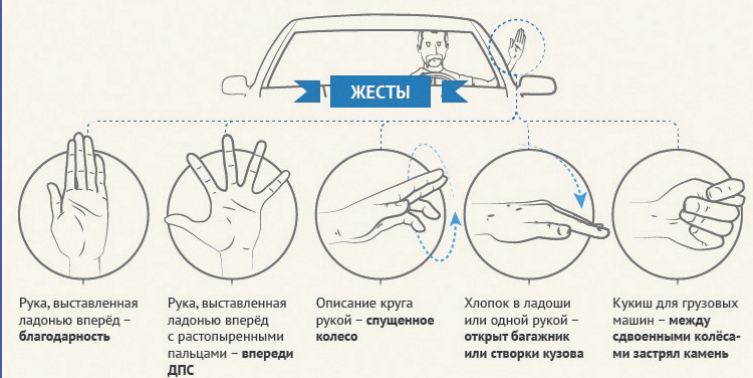 ЖЕСТЫ
Рука, выставленная
ладонью вперёд –
благодарность
Рука, выставленная
ладонью вперёд
с растопыренными
пальцами – впереди
ДПС
Описание круга
рукой – спущенное
колесо
Хлопок в ладоши
или одной рукой –
открыт багажник
или створки кузова
Кукиш для грузовых
машин – между
сдвоенными колёса-
ми застрял камень